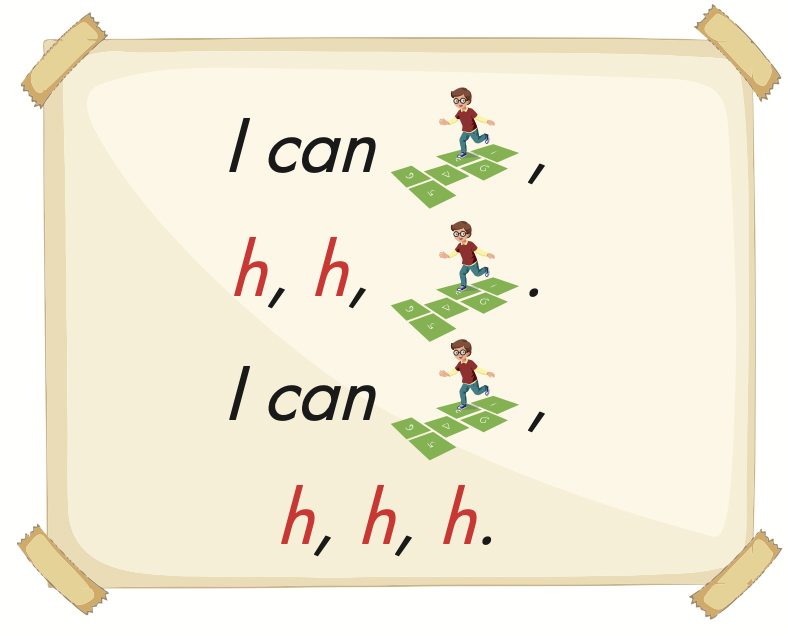 I can ,
h, h, .
I can ,
h, h, h.